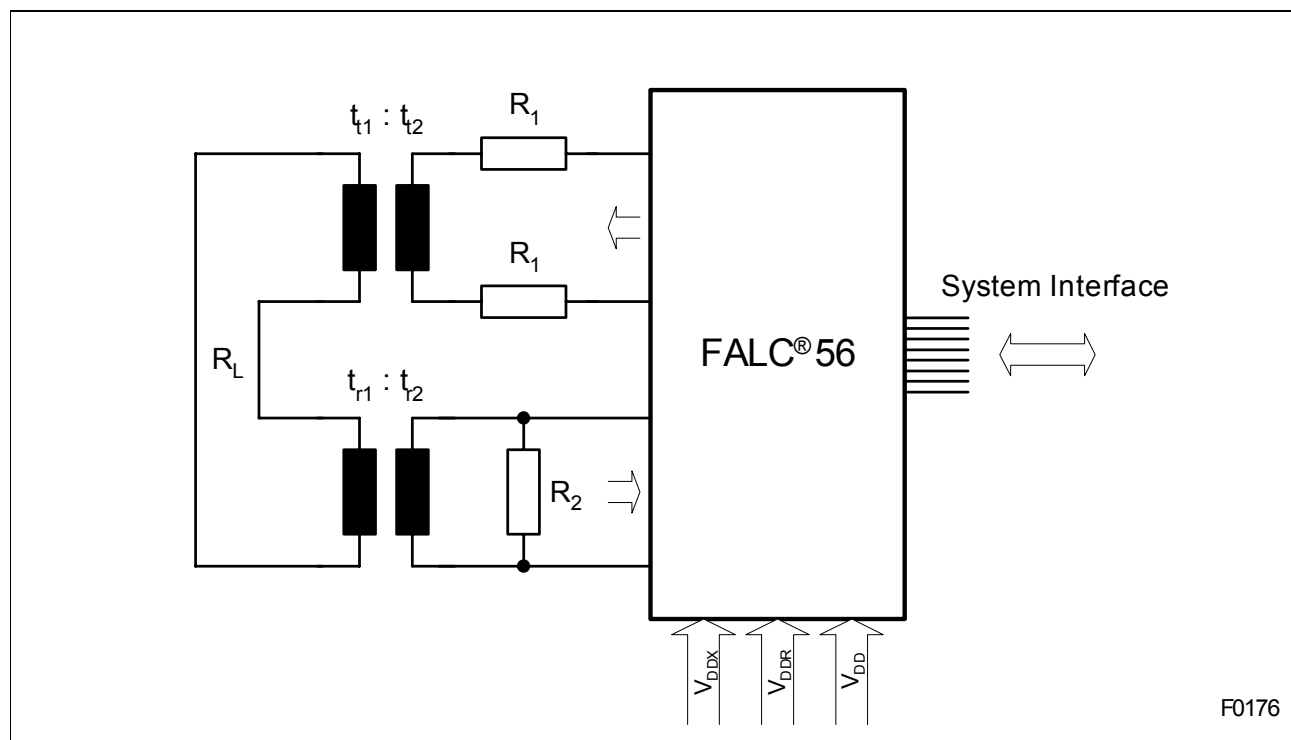 R1
tt1 : tt2
R1
System Interface
FALC® 56
RL
tr1 : tr2
R2
VDDX
VDDR
VDD
F0176